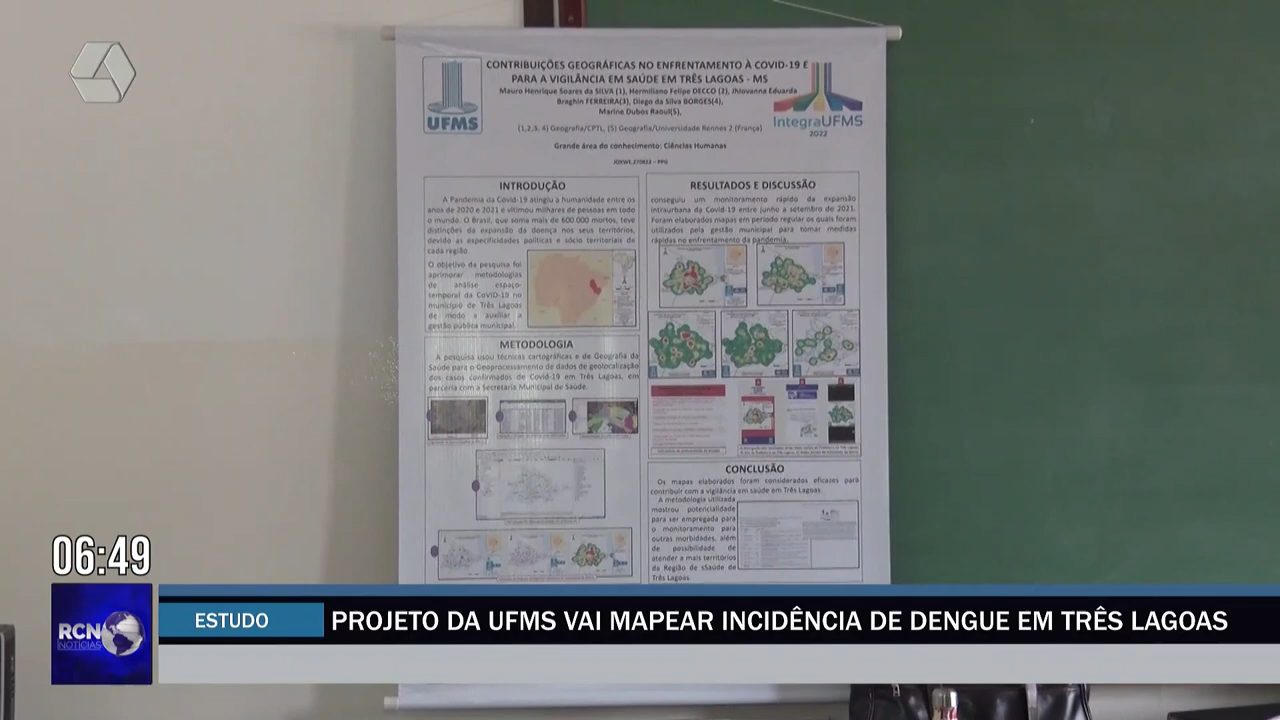 CONTRIBUIÇÕES GEOGRÁFICAS NO ENFRENTAMENTO À COVID-19 E
PARA A VIGILÂNCIA EM SAÚDE EM TRÊS LAGOAS - MS
Mauro Henrique Soares da SILVA (1), Hermiliano Felipe DECCO (2), Jhiovanna Eduarda
Braghin FERREIRA(3), Diego da Silva BORGES(4),
Marine Dubos Raoul(5),
(1,2,3, 4) Geografia/CPTL, (5) Geografia/Universidade Rennes 2 (França)
Grande área do conhecimento: Ciências Humanas
UFMS
IntegraUFMS
2022
INTRODUÇÃO
A Pandemia da Covid-19 atingiu a humanidade entre os
anos de 2020 e 2021 e vitimou milhares de pessoas em todo
o mundo. O Brasil, que soma mais de 600.000 mortos, teve
distinções da expansão da doença nos seus territórios,
devido as especificidades políticas e sócio territoriais de
cada região.
O objetivo da pesquisa foi
aprimorar metodologias
de análise espaço-
temporal da CoviD-19 no
município de Três Lagoas
de modo a auxiliar a
gestão pública municipal.
METODOLOGIA
A pesquisa usou técnicas cartográficas e de Geografia da
Saúde para o Geoprocessamento de dados de geolocalização
dos casos confirmados de Covid-19 em Três Lagoas, em
parceria com a Secretaria Municipal de Saúde.
RESULTADOS E DISCUSSÃO
conseguiu um monitoramento rápido da expansão
intraurbana da Covid-19 entre junho a setembro de 2021.
Foram elaborados mapas em período regular os quais foram
utilizados pela gestão municipal para tomar medidas
rápidas no enfrentamento da pandemia.
CONCLUSÃO
Os mapas elaborados foram considerados eficazes para
contribuir com a vigilância em saúde em Três Lagoas.
A metodologia utilizada
mostrou potencialidade
para ser empregada para
o monitoramento para
outras morbidades, além
de possibilidade de
atender a mais territórios
da Região de sSaúde de
Três Lagoas.
06:49
RCN
NOTÍCIAS
ESTUDO
PROJETO DA UFMS VAI MAPEAR INCIDÊNCIA DE DENGUE EM TRÊS LAGOAS